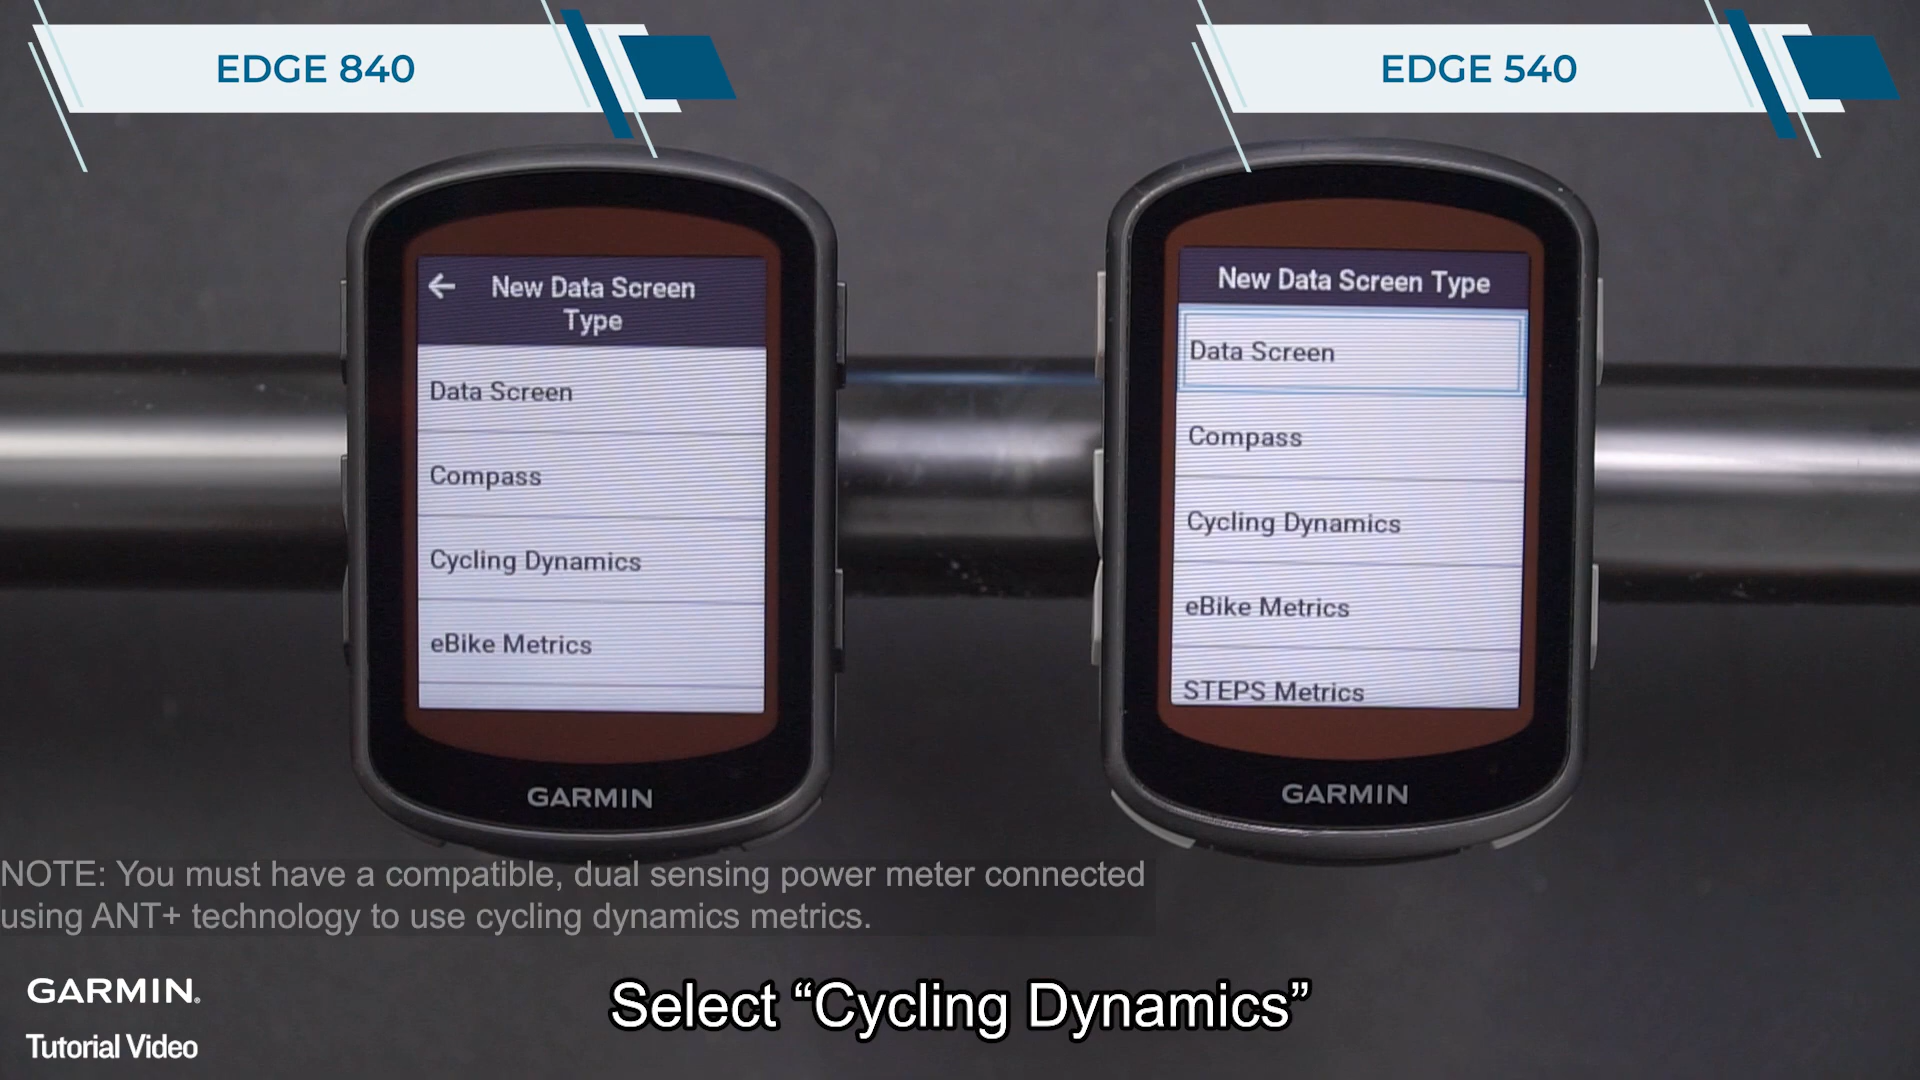 EDGE 840
EDGE 540
New Data Screen
Type
Data Screen
Compass
Cycling Dynamics
eBike Metrics
GARMIN
New Data Screen Type
Data Screen
Compass
Cycling Dynamics
eBike Metrics
STEPS Metrics
GARMIN
NOTE: You must have a compatible, dual sensing power meter connected
using ANT+ technology to use cycling dynamics metrics.
GARMIN®
Tutorial Video
Select “Cycling Dynamics”